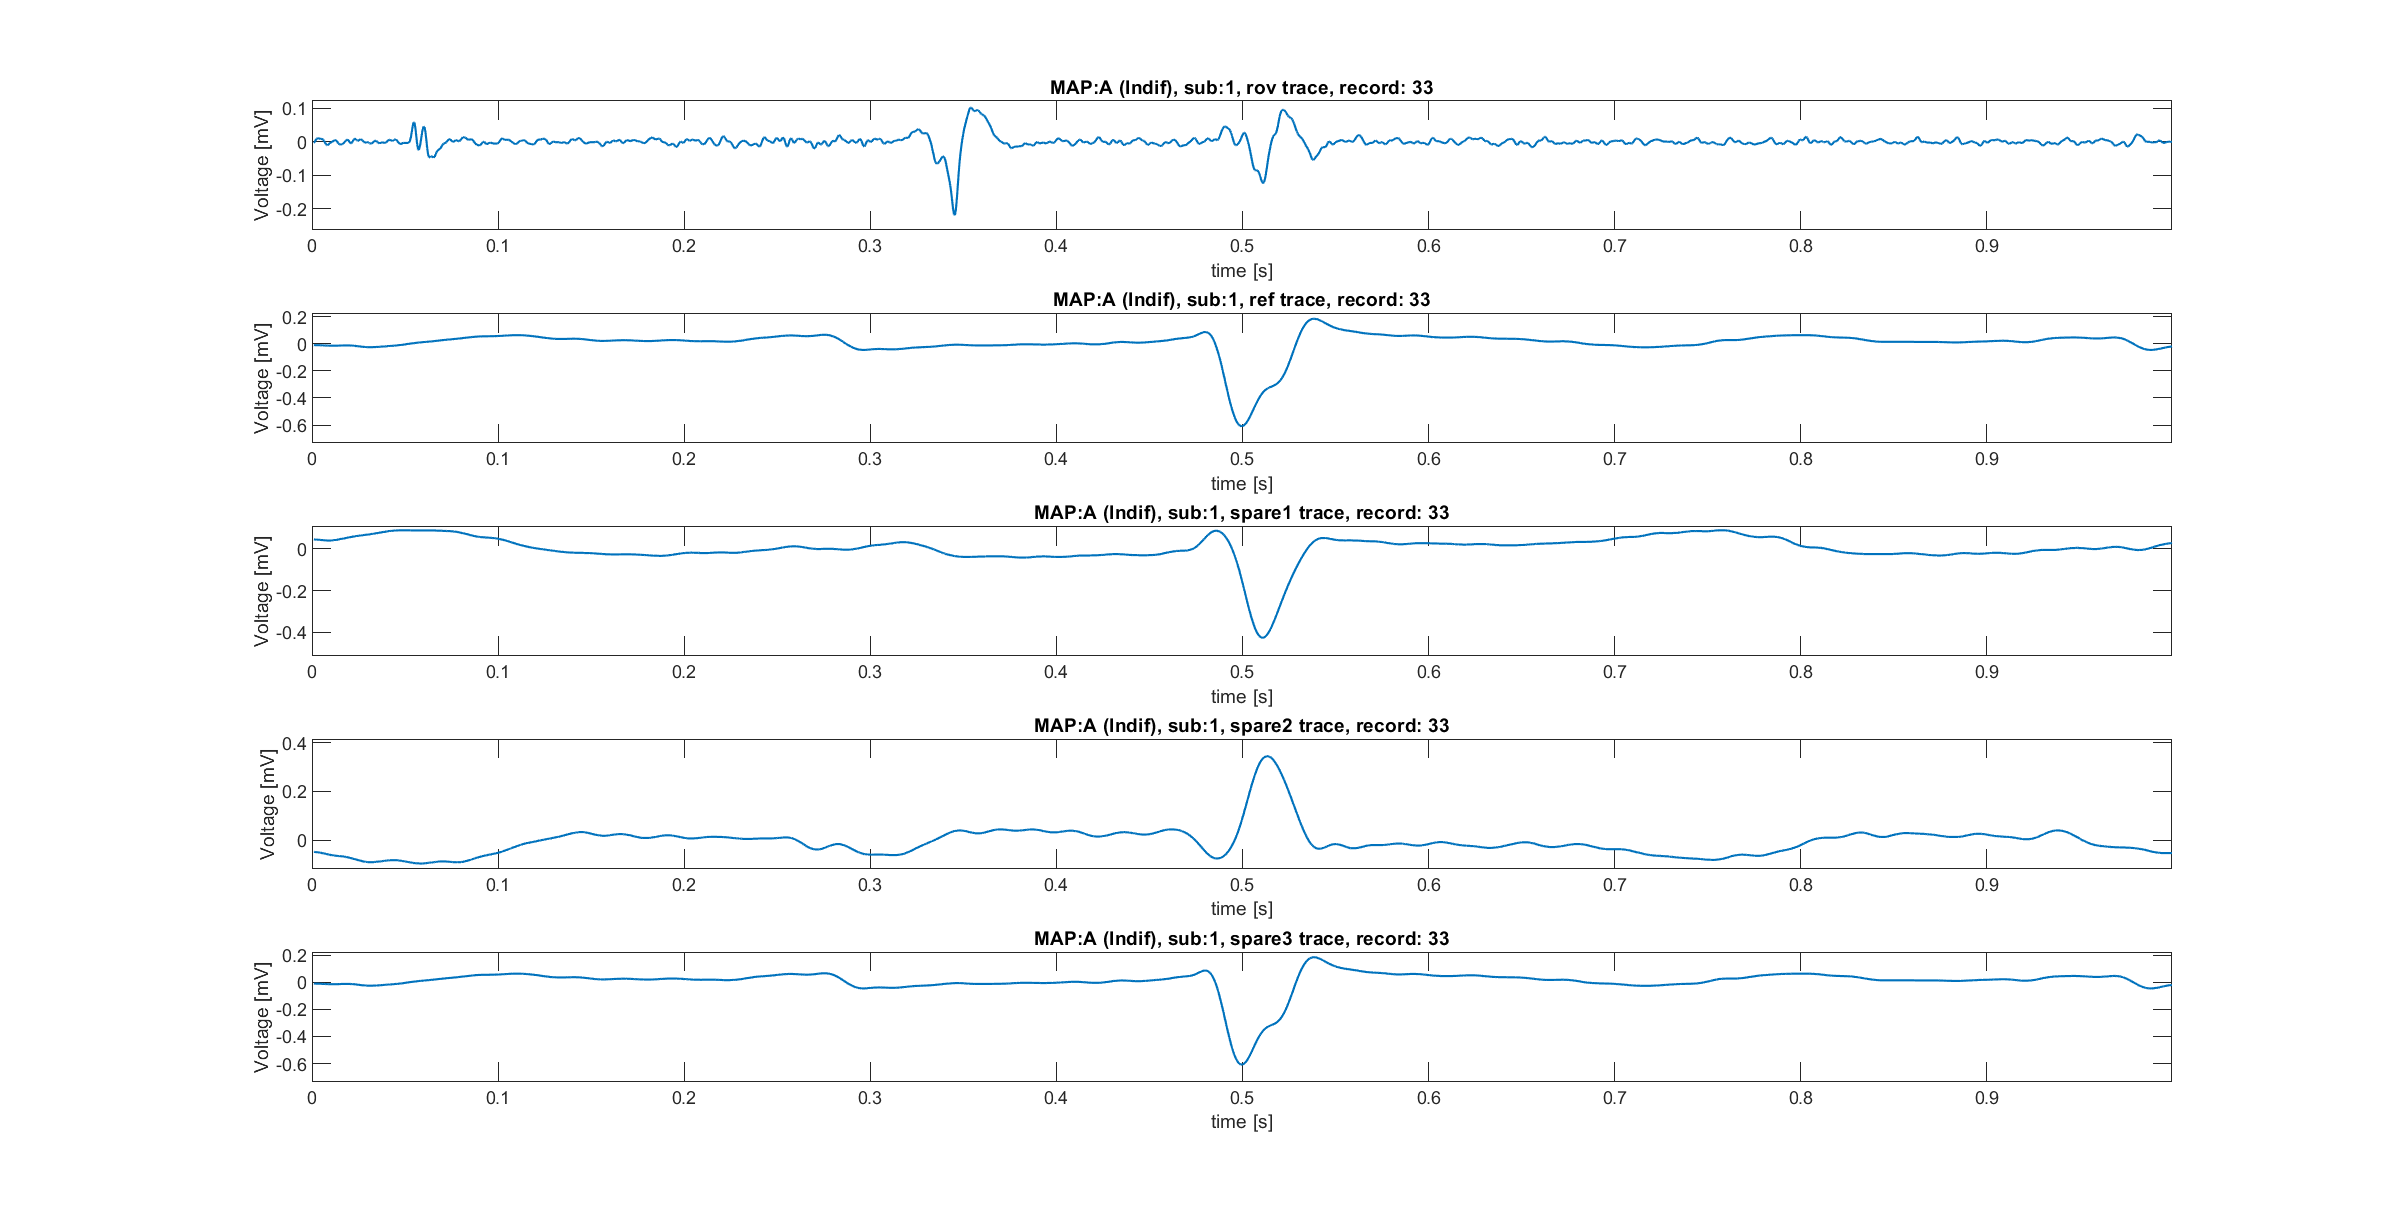 MAP:A (Indif), sub:1, rov trace, record: 33
Voltage [mV]
0.1
0
-0.1
-0.2
0 0.1 0.2 0.3 0.4 0.5 0.6 0.7 0.8 0.9
time [s]
MAP:A (Indif), sub:1, ref trace, record: 33
Voltage [mV]
0.2
0
-0.2
-0.4
-0.6
0 0.1 0.2 0.3 0.4 0.5 0.6 0.7 0.8 0.9
time [s]
MAP:A (Indif), sub:1, spare1 trace, record: 33
Voltage [mV]
0
-0.2
-0.4
0 0.1 0.2 0.3 0.4 0.5 0.6 0.7 0.8 0.9
time [s]
MAP:A (Indif), sub:1, spare2 trace, record: 33
Voltage [mV]
0.4
0.2
0
0 0.1 0.2 0.3 0.4 0.5 0.6 0.7 0.8 0.9
time [s]
MAP:A (Indif), sub:1, spare3 trace, record: 33
Voltage [mV]
0.2
0
-0.2
-0.4
-0.6
0 0.1 0.2 0.3 0.4 0.5 0.6 0.7 0.8 0.9
time [s]